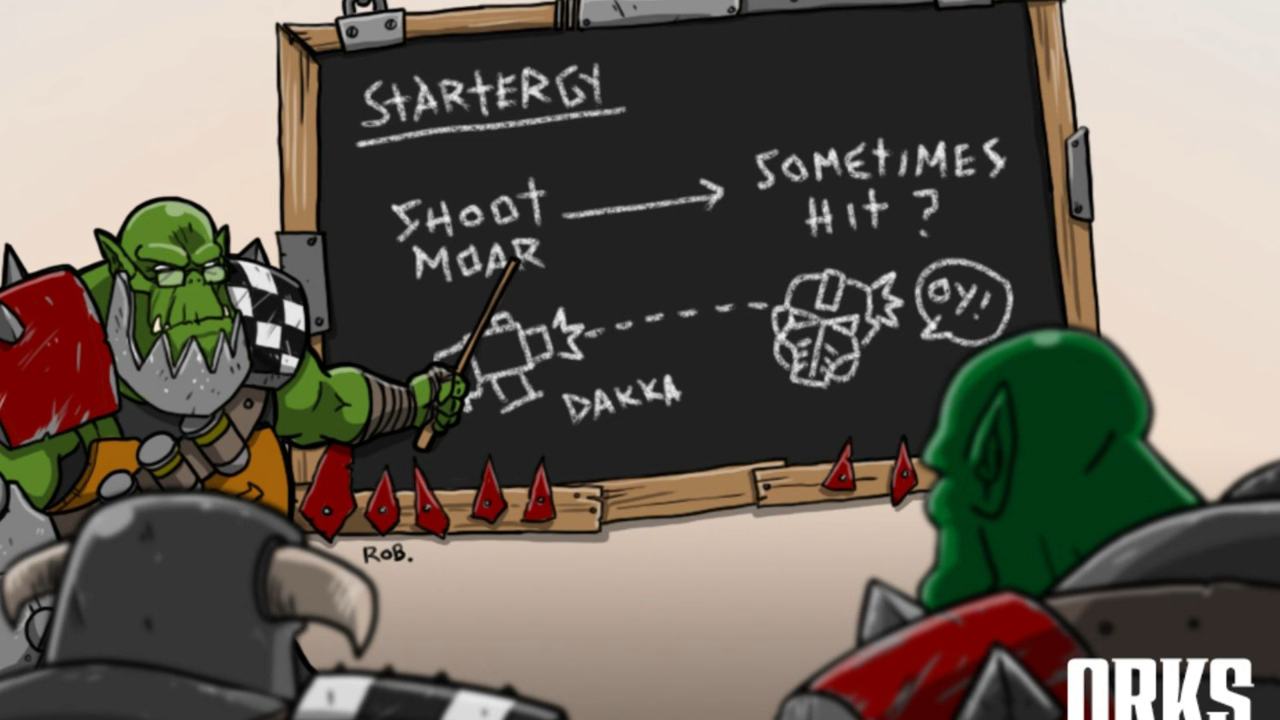 STARTERGY
SHOOT
MOAR
SOMETIMES
HIT ?
OY!
DAKKA
ROB.
ORKS